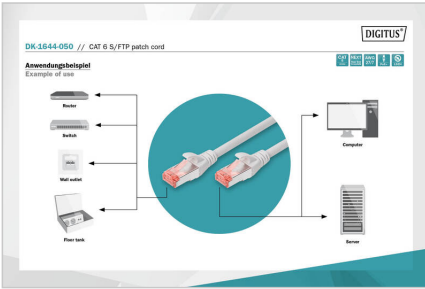 DIGITUS®
DK-1644-050 // CAT 6 S/FTP patch cord
Anwendungsbeispiel
Example of use
Router
Switch
Wall outlet
Floor tank
Computer
Server